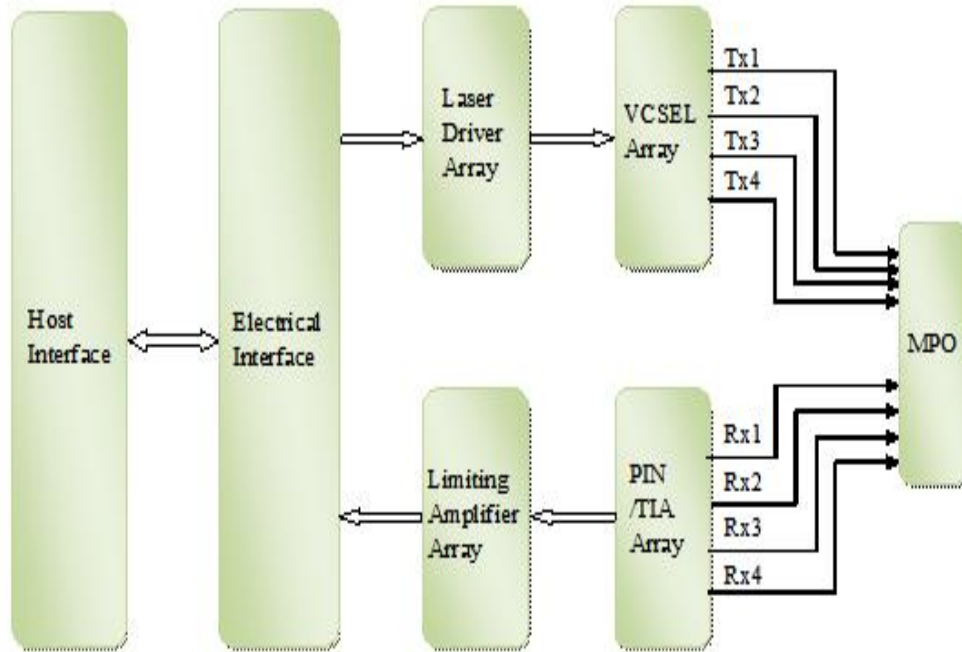 Host
Interface
Electrical
Interface
Laser
Driver
Array
VCSEL
Array
Tx1
Tx2
Tx3
Tx4
MPO
Limiting
Amplifier
Array
PIN
/TIA
Array
Rx1
Rx2
Rx3
Rx4